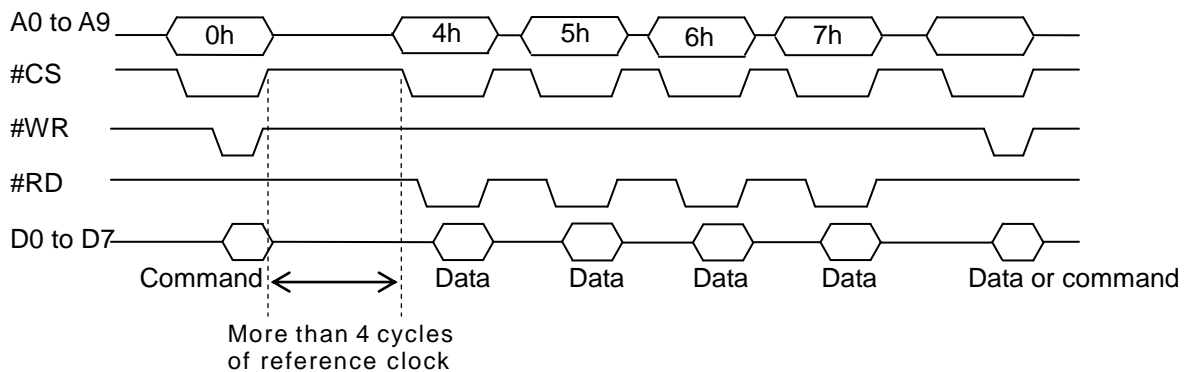 A0 to A9
0h
4h
5h
6h
7h
#CS
#WR
#RD
D0 to D7
Command
Data
Data
Data
Data
Data or command
More than 4 cycles
of reference clock